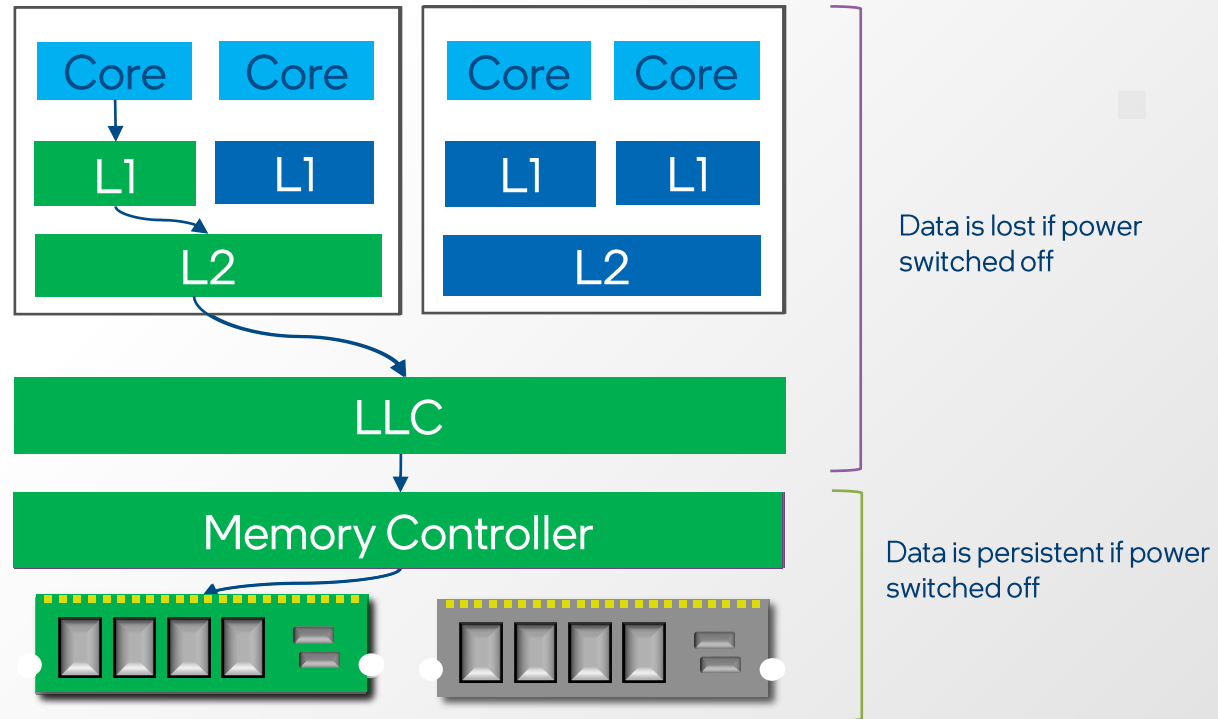 Core
Core
Core
Core
L1
L1
L1
L1
L2
L2
Data is lost if power
switched off
LLC
Memory Controller
Data is persistent if power
switched off